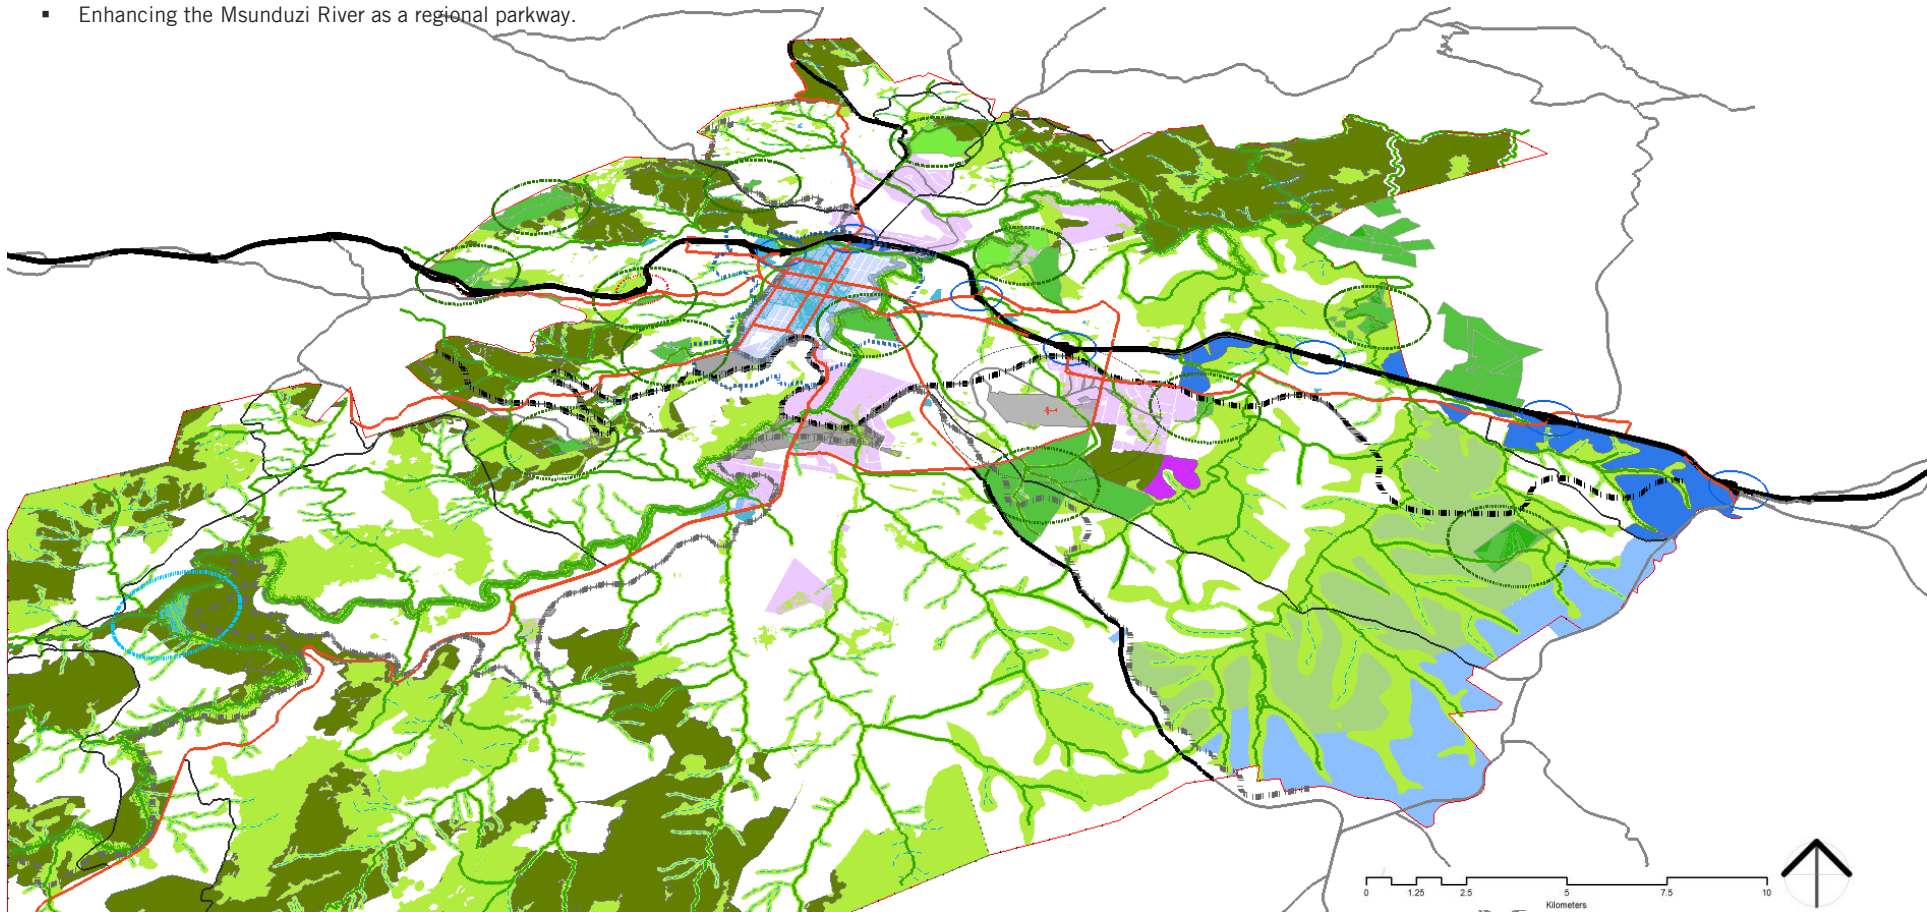 ▪ Enhancing the Msunduzi River as a regional parkway.
0 1.25 2.5 5 7.5 10
Kilometers